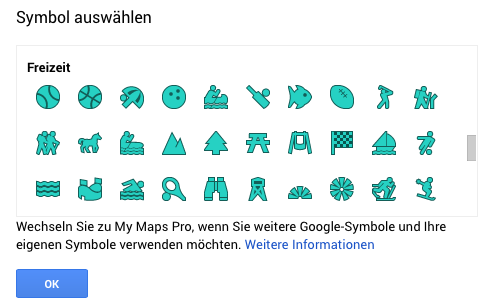 Symbol auswählen
Freizeit
Wechseln Sie zu My Maps Pro, wenn Sie weitere Google-Symbole und Ihre
eigenen Symbole verwenden möchten. Weitere Informationen
OK